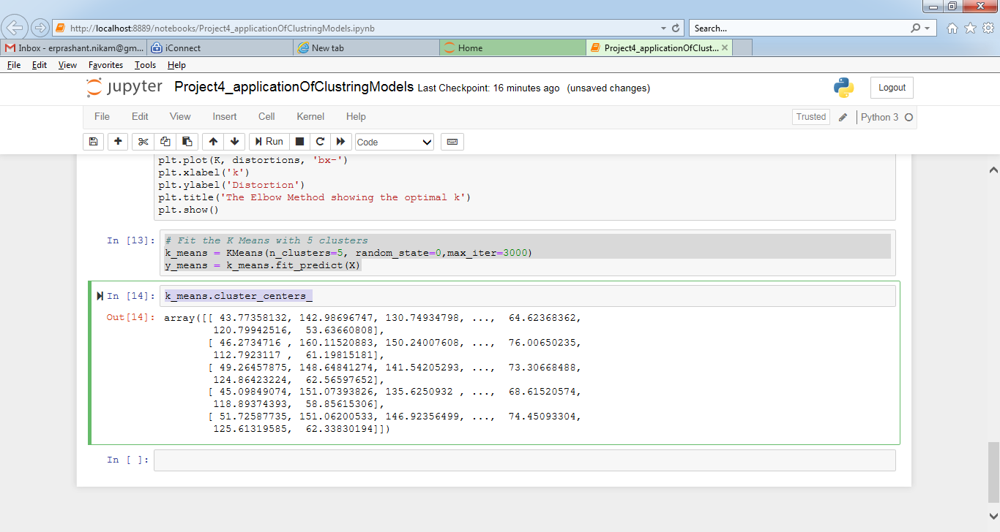 http://localhost:8889/notebooks/Project4_applicationOfClustringModels.ipynb
Search...
Inbox - erprashant.nikam@gm...
iConnect
New tab
Home
Project4_applicationOfClust...
File Edit View Favorites Tools Help
jupyter Project4_applicationOfClustringModels Last Checkpoint: 16 minutes ago (unsaved changes)
Logout
File Edit View Insert Cell Kernel Help
Trusted
Python 3
Run
Code
plt.plot(K, distortions, 'bx-')
plt.xlabel('k')
plt.ylabel('Distortion')
plt.title('The Elbow Method showing the optimal k')
plt.show()
In [13]: # Fit the K Means with 5 clusters
k_means = KMeans(n_clusters=5, random_state=0,max_iter=3000)
y_means = k_means.fit_predict(X)
In [14]: k_means.cluster_centers_
Out[14]: array([[ 43.77358132, 142.98696747, 130.74934798, ..., 64.62368362,
120.79942516, 53.63660808],
[ 46.2734716 , 160.11520883, 150.24007608, ..., 76.00650235,
112.7923117 , 61.19815181],
[ 49.26457875, 148.64841274, 141.54205293, ..., 73.30668488,
124.86423224, 62.56597652],
[ 45.09849074, 151.07393826, 135.6250932 , ..., 68.61520574,
118.89374393, 58.85615306],
[ 51.72587735, 151.06200533, 146.92356499, ..., 74.45093304,
125.61319585, 62.33830194]])
In [ ]: